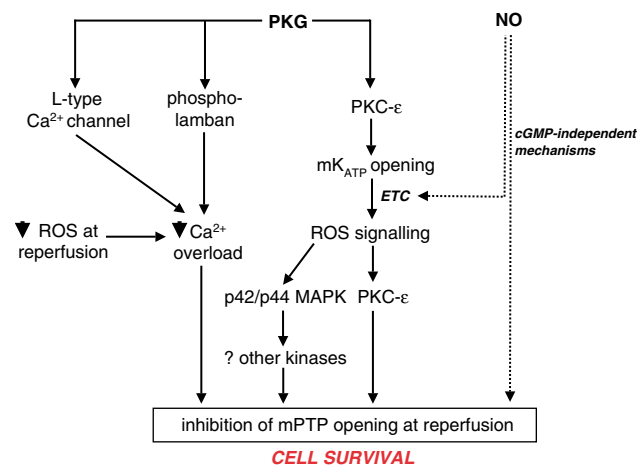 PKG
NO
L-type
Ca²⁺ channel
phospho-
lamban
PKC-ε
cGMP-independent
mechanisms
mK_ATP opening
ETC
ROS at
reperfusion
Ca²⁺
overload
ROS signalling
p42/p44 MAPK
PKC-ε
? other kinases
inhibition of mPTP opening at reperfusion
CELL SURVIVAL